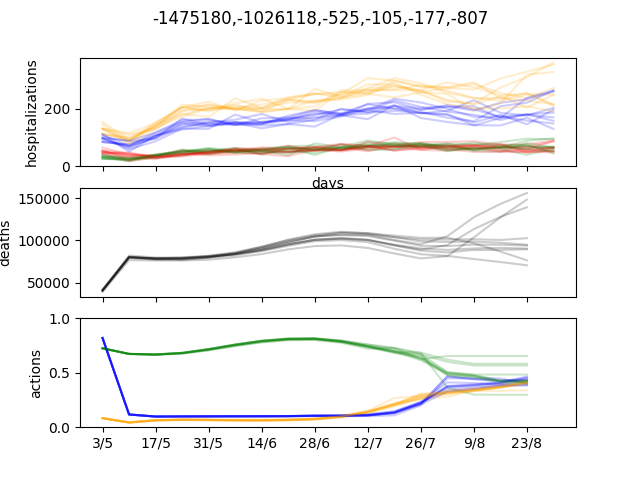 -1475180,-1026118,-525,-105,-177,-807
hospitalizations
200
0
days
deaths
150000
100000
50000
actions
1.0
0.5
0.0
3/5 17/5 31/5 14/6 28/6 12/7 26/7 9/8 23/8